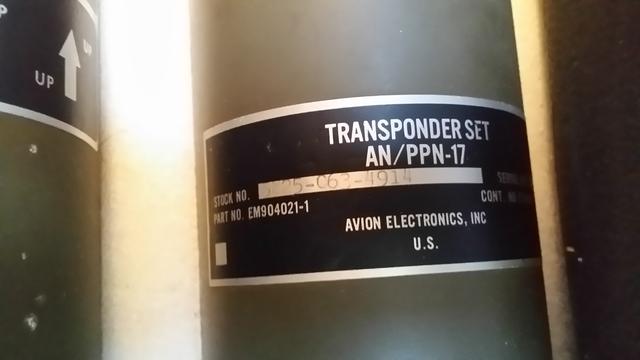 UP
UP
TRANSPONDER SET
AN/PPN-17
STOCK NO.
PART NO. EM904021-1
CONT.
AVION ELECTRONICS, INC
U.S.